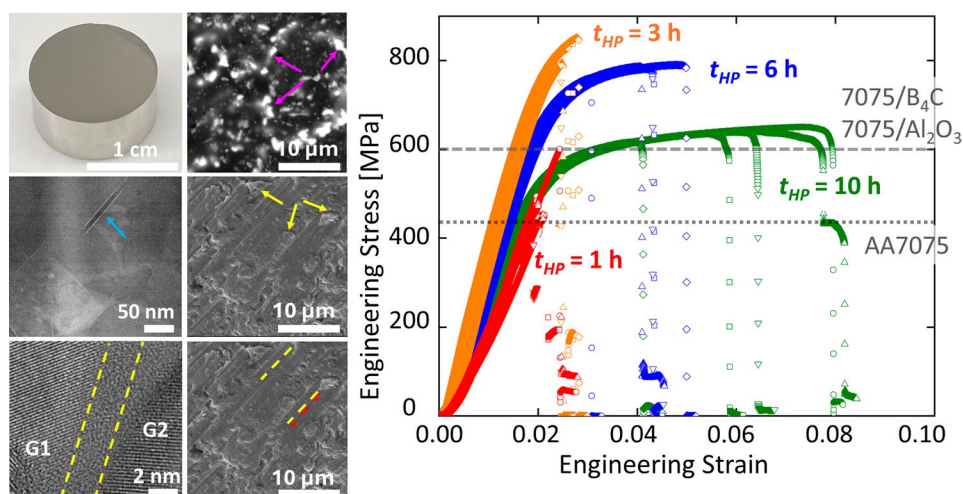 1 cm
10 μm
50 nm
10 μm
G1
G2
2 nm
10 μm
Engineering Stress [MPa]
800
600
400
200
0
t_HP = 3 h
t_HP = 6 h
7075/B₄C
7075/Al₂O₃
t_HP = 10 h
AA7075
t_HP = 1 h
0.00
0.02
0.04
0.06
0.08
0.10
Engineering Strain